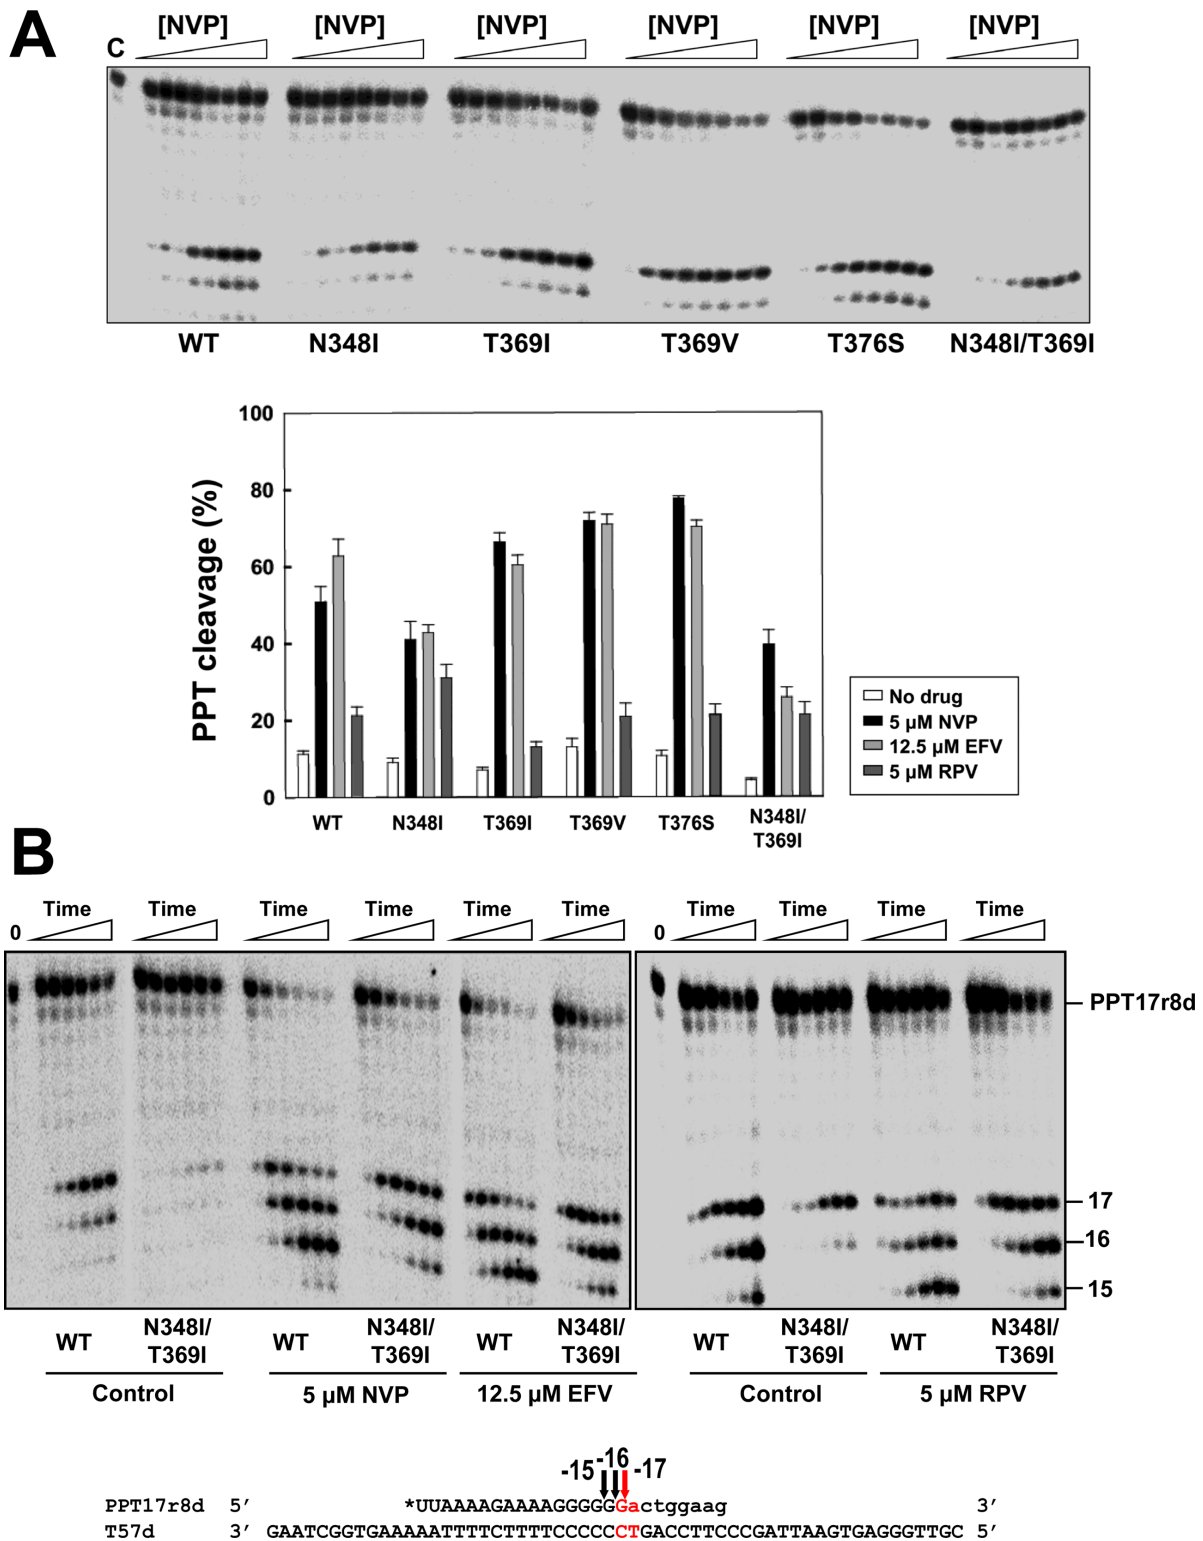 A
[NVP] [NVP] [NVP] [NVP] [NVP] [NVP]
C
WT N348I T369I T369V T376S N348I/T369I
PPT cleavage (%)
100
80
60
40
20
0
WT N348I T369I T369V T376S N348I/
T369I
No drug
5 µM NVP
12.5 µM EFV
5 µM RPV
B
Time Time Time Time Time Time Time Time Time Time
0 0
PPT17r8d
17
16
15
WT N348I/ WT N348I/ WT N348I/ WT N348I/ WT N348I/
T369I T369I T369I T369I T369I
Control 5 µM NVP 12.5 µM EFV Control 5 µM RPV
-15 -16 -17
PPT17r8d 5′ *UUAAAAGAAAAGGGGGGactggaag 3′
T57d 3′ GAATCGGTGAAAAATTTTCTTTTCCCCCCTGACCTTCCCGATTAAGTGAGGGTTGC 5′